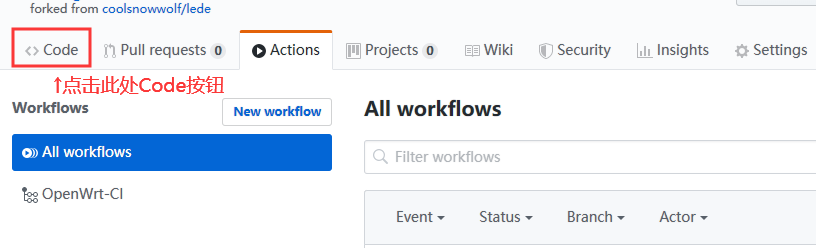 forked from coolsnowwolf/lede
Code Pull requests 0 Actions Projects 0 Wiki Security Insights Settings
↑点击此处Code按钮
Workflows New workflow
All workflows
OpenWrt-CI
All workflows
Filter workflows
Event Status Branch Actor